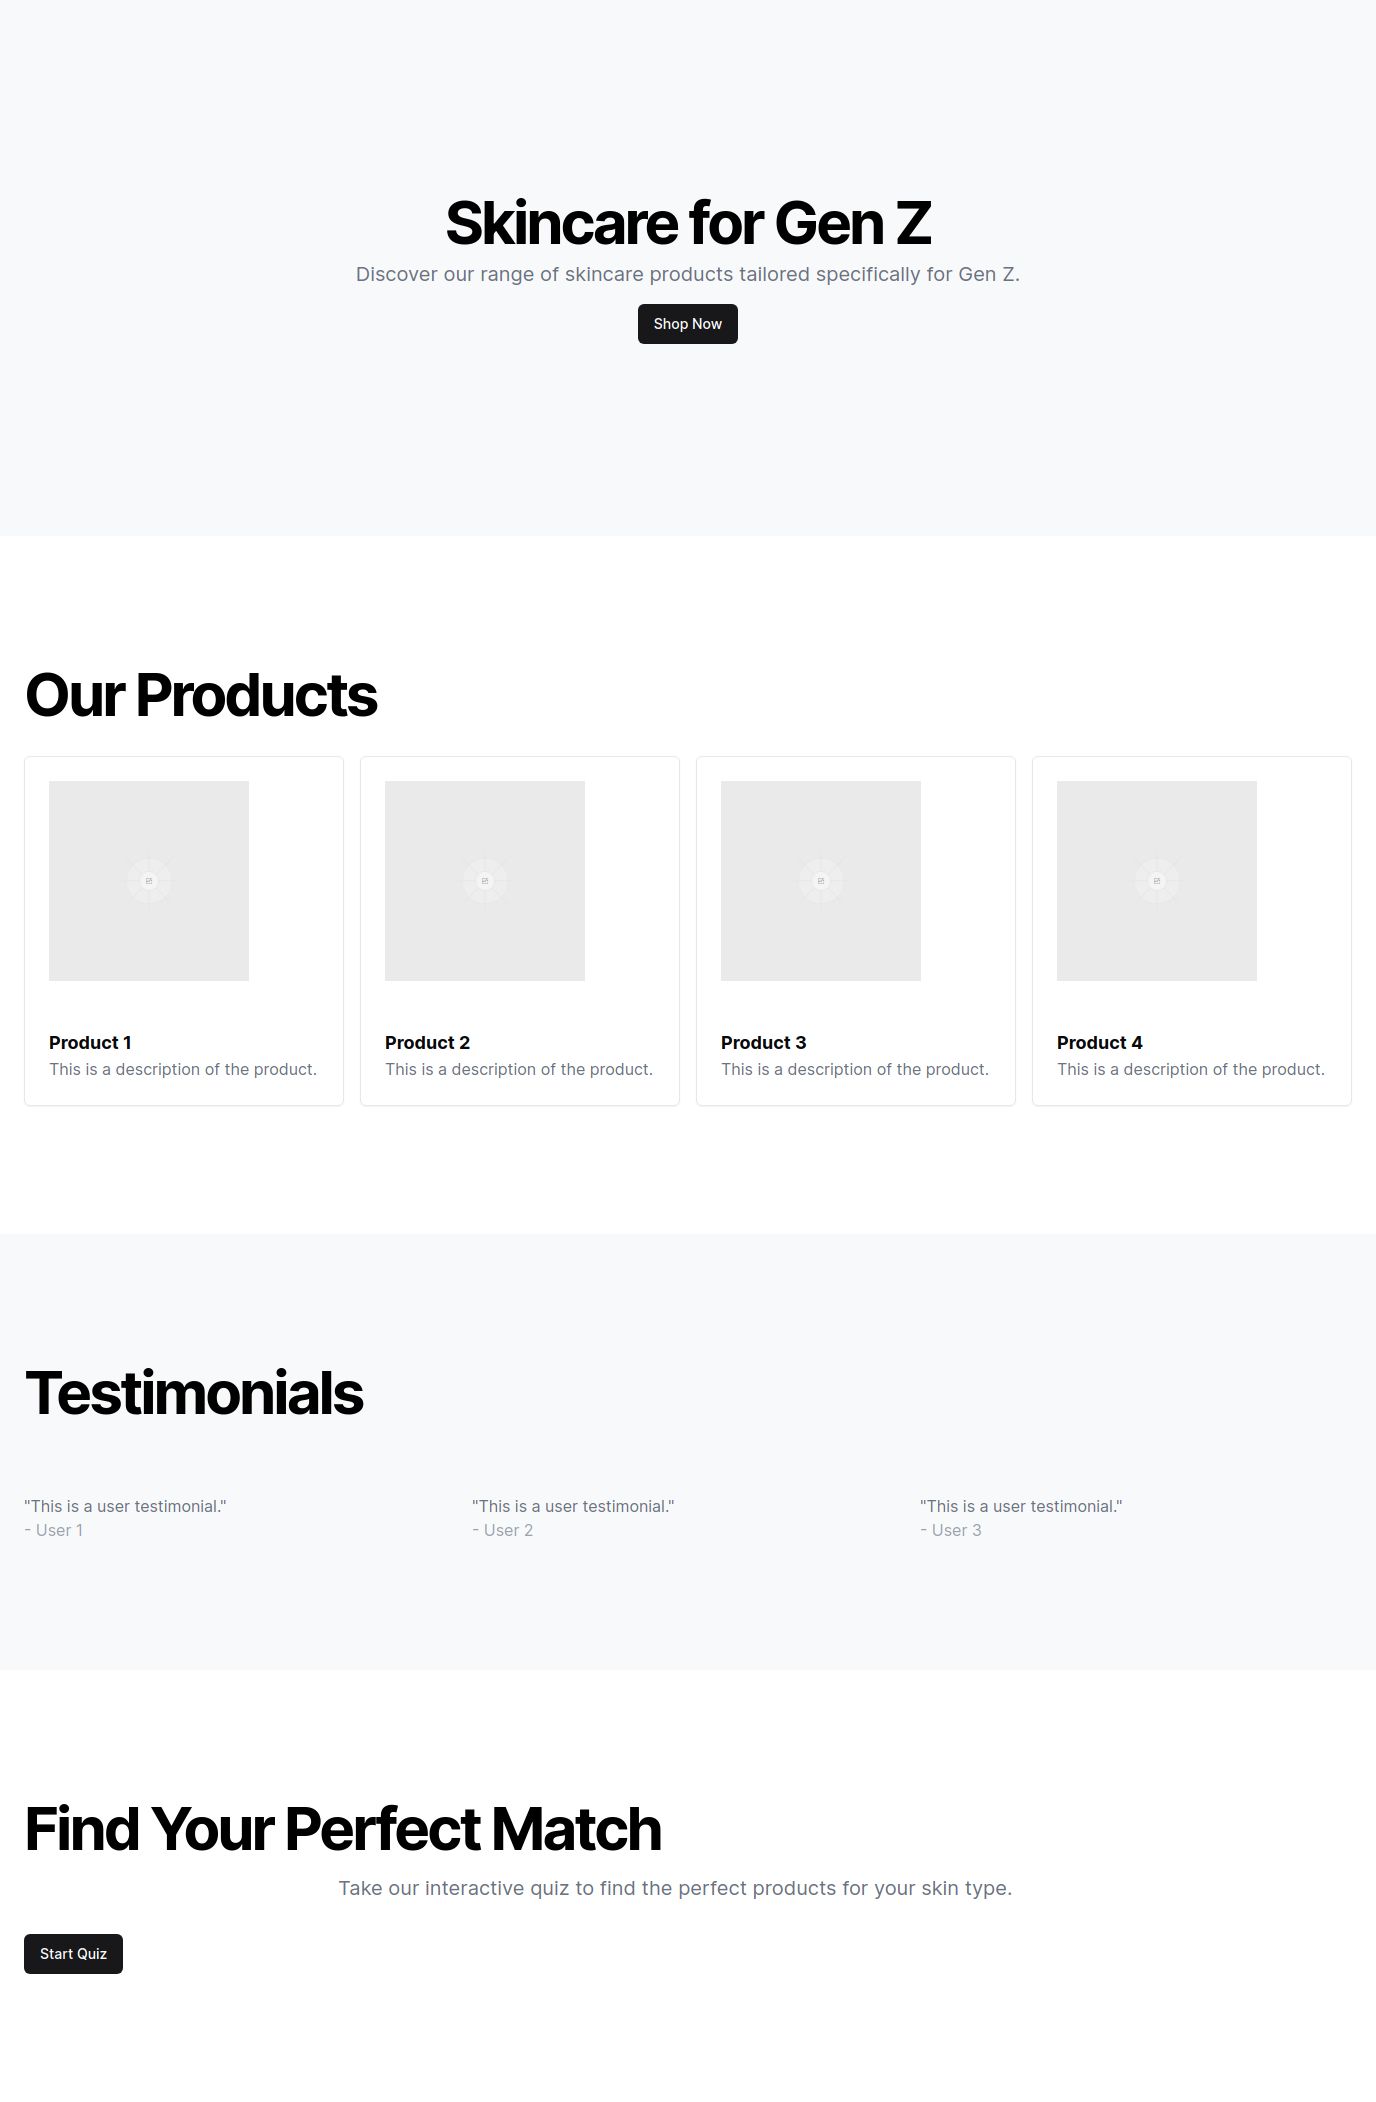 Skincare for Gen Z
Discover our range of skincare products tailored specifically for Gen Z.
Shop Now
Our Products
Product 1
This is a description of the product.
Product 2
This is a description of the product.
Product 3
This is a description of the product.
Product 4
This is a description of the product.
Testimonials
"This is a user testimonial."
- User 1
"This is a user testimonial."
- User 2
"This is a user testimonial."
- User 3
Find Your Perfect Match
Take our interactive quiz to find the perfect products for your skin type.
Start Quiz